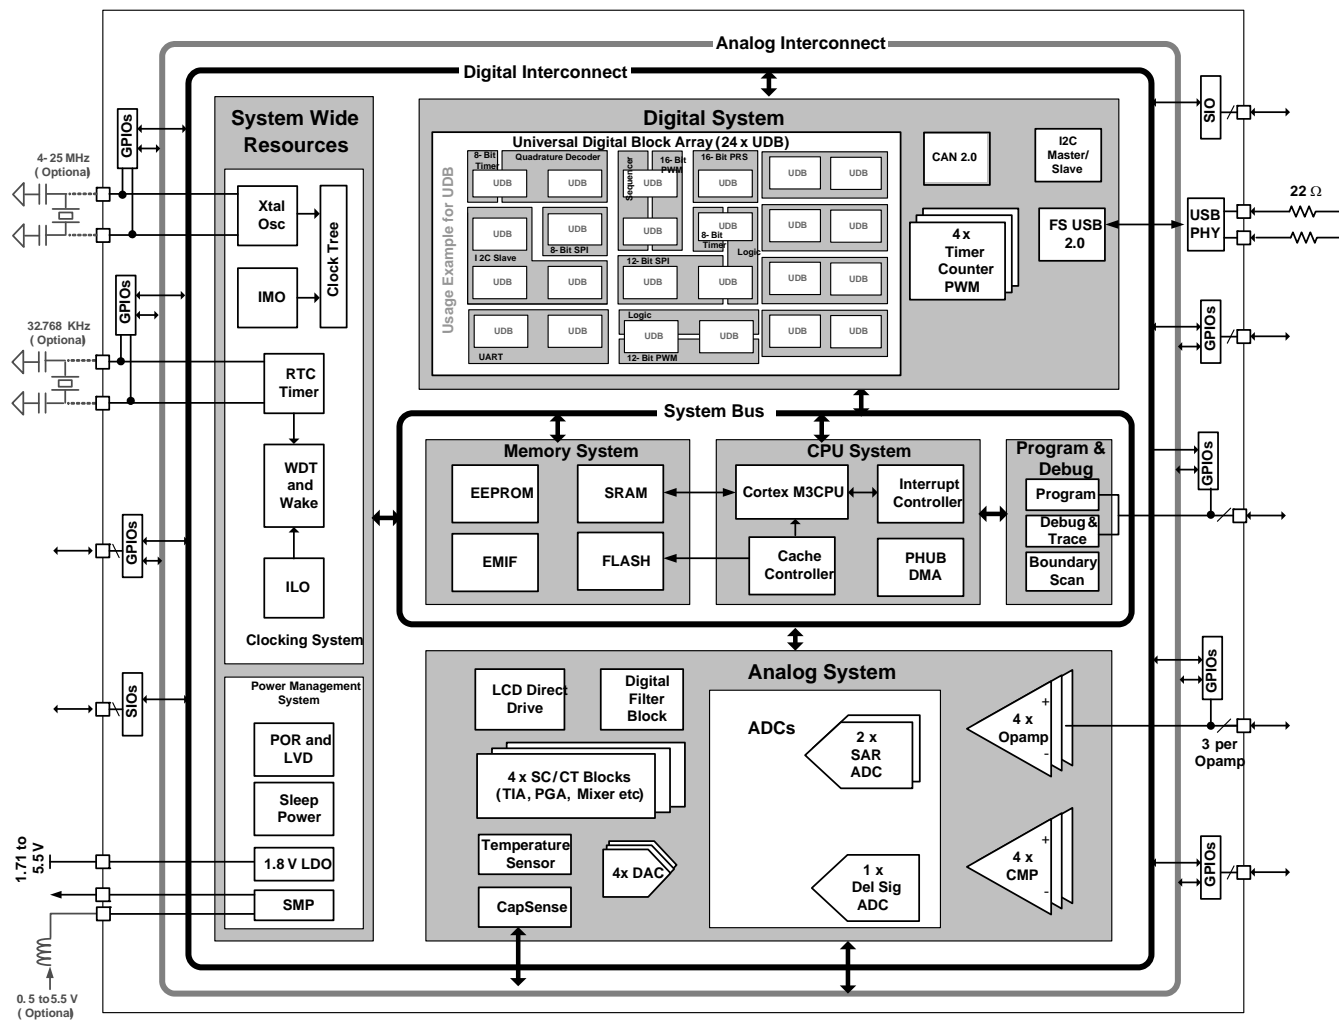 Analog Interconnect
Digital Interconnect
System Wide
Resources
Xtal
Osc
Clock Tree
IMO
RTC
Timer
WDT
and
Wake
ILO
Clocking System
Power Management
System
POR and
LVD
Sleep
Power
1.8 V LDO
SMP
4- 25 MHz
( Optional)
GPIOs
32.768 KHz
( Optional)
GPIOs
GPIOs
SIOs
1.71 to
5.5 V
0. 5 to 5.5 V
( Optional)
Digital System
Universal Digital Block Array (24 x UDB)
Usage Example for UDB
8- Bit
Timer
Quadrature Decoder
Sequencer
16- Bit
PWM
16- Bit PRS
UDB
UDB
UDB
UDB
UDB
UDB
UDB
UDB
UDB
UDB
8- Bit
Timer
UDB
UDB
I 2C Slave
8- Bit SPI
12- Bit SPI
Logic
UDB
UDB
UDB
UDB
UDB
UDB
Logic
UDB
UDB
UDB
UDB
UDB
UDB
UART
12- Bit PWM
CAN 2.0
I2C
Master/
Slave
4 x
Timer
Counter
PWM
FS USB
2.0
System Bus
Memory System
EEPROM
SRAM
EMIF
FLASH
CPU System
Cortex M3CPU
Interrupt
Controller
Cache
Controller
PHUB
DMA
Program &
Debug
Program
Debug &
Trace
Boundary
Scan
Analog System
LCD Direct
Drive
Digital
Filter
Block
4 x SC/CT Blocks
(TIA, PGA, Mixer etc)
Temperature
Sensor
4x DAC
CapSense
ADCs
2 x
SAR
ADC
1 x
Del Sig
ADC
+
4 x
Opamp
-
+
4 x
CMP
-
SIO
22 Ω
USB
PHY
GPIOs
GPIOs
GPIOs
3 per
Opamp
GPIOs